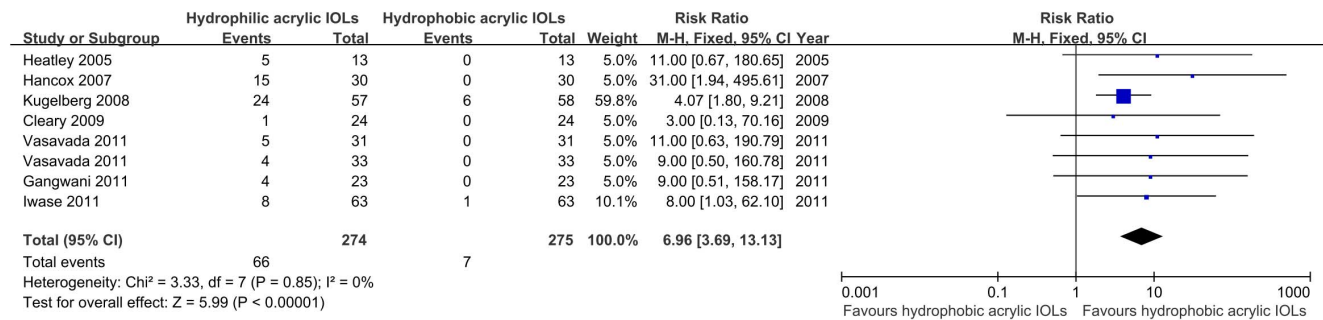 Hydrophilic acrylic IOLs Hydrophobic acrylic IOLs Risk Ratio Risk Ratio
Study or Subgroup Events Total Events Total Weight M-H, Fixed, 95% CI Year M-H, Fixed, 95% CI
Heatley 2005 5 13 0 13 5.0% 11.00 [0.67, 180.65] 2005
Hancox 2007 15 30 0 30 5.0% 31.00 [1.94, 495.61] 2007
Kugelberg 2008 24 57 6 58 59.8% 4.07 [1.80, 9.21] 2008
Cleary 2009 1 24 0 24 5.0% 3.00 [0.13, 70.16] 2009
Vasavada 2011 5 31 0 31 5.0% 11.00 [0.63, 190.79] 2011
Vasavada 2011 4 33 0 33 5.0% 9.00 [0.50, 160.78] 2011
Gangwani 2011 4 23 0 23 5.0% 9.00 [0.51, 158.17] 2011
Iwase 2011 8 63 1 63 10.1% 8.00 [1.03, 62.10] 2011
Total (95% CI) 274 275 100.0% 6.96 [3.69, 13.13]
Total events 66 7
Heterogeneity: Chi² = 3.33, df = 7 (P = 0.85); I² = 0%
Test for overall effect: Z = 5.99 (P < 0.00001)
0.001 0.1 1 10 1000
Favours hydrophobic acrylic IOLs Favours hydrophobic acrylic IOLs